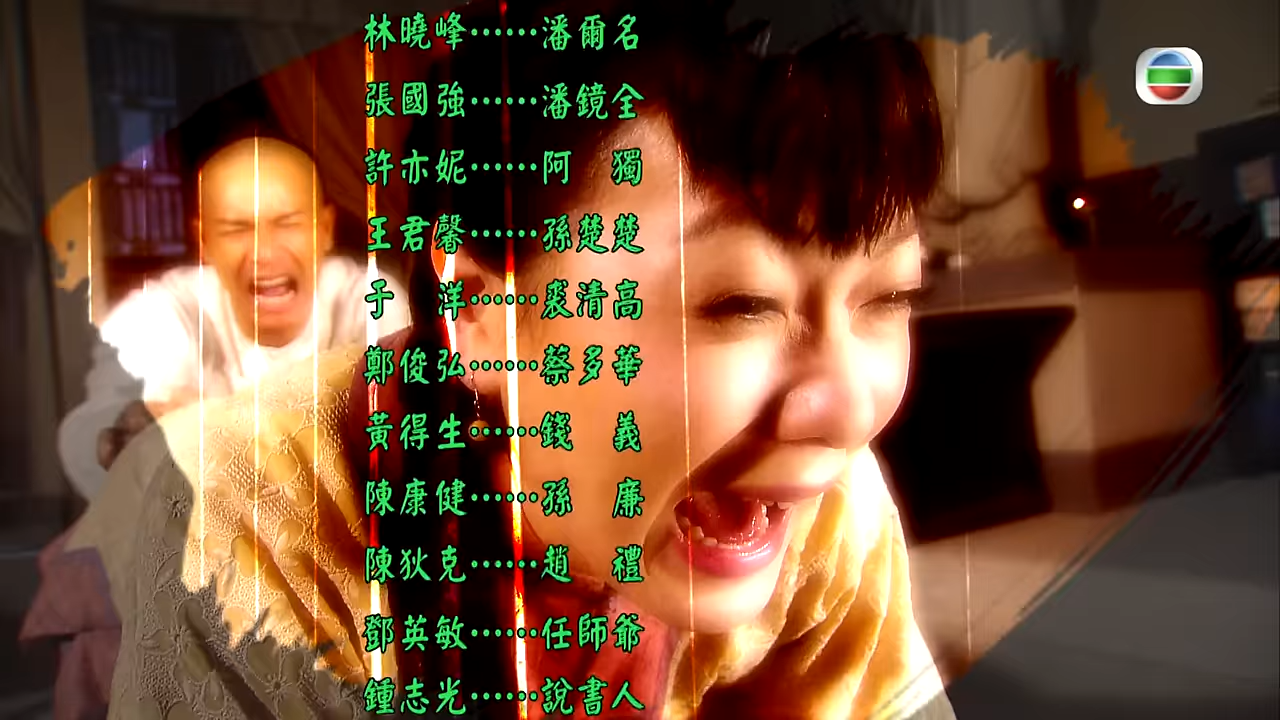 林曉峰⋯⋯潘爾名
張國強⋯⋯潘鏡全
許亦妮⋯⋯阿　獨
王君馨⋯⋯孫楚楚
于　洋⋯⋯裘清高
鄭俊弘⋯⋯蔡多華
黃得生⋯⋯錢　義
陳康健⋯⋯孫　廉
陳狄克⋯⋯趙　禮
鄧英敏⋯⋯任師爺
鍾志光⋯⋯說書人